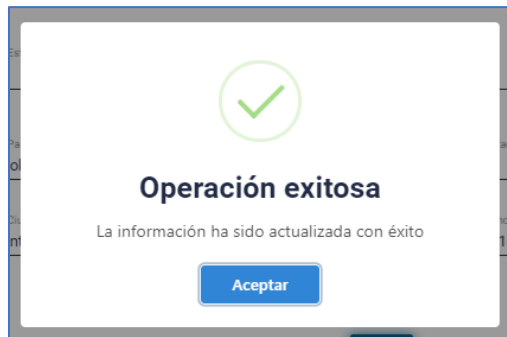 Operación exitosa
La información ha sido actualizada con éxito
Aceptar